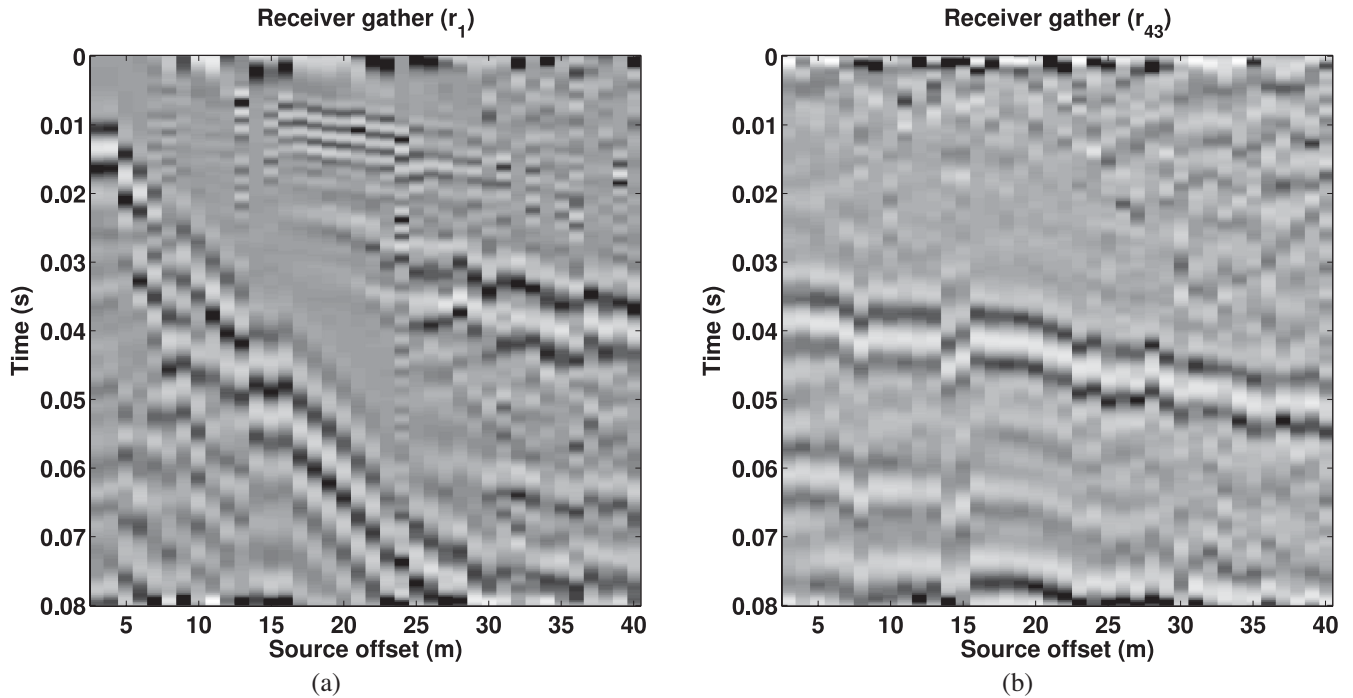 Receiver gather (r1)
0
0.01
0.02
0.03
0.04
0.05
0.06
0.07
0.08
Time (s)
5 10 15 20 25 30 35 40
Source offset (m)
(a)
Receiver gather (r43)
0
0.01
0.02
0.03
0.04
0.05
0.06
0.07
0.08
Time (s)
5 10 15 20 25 30 35 40
Source offset (m)
(b)